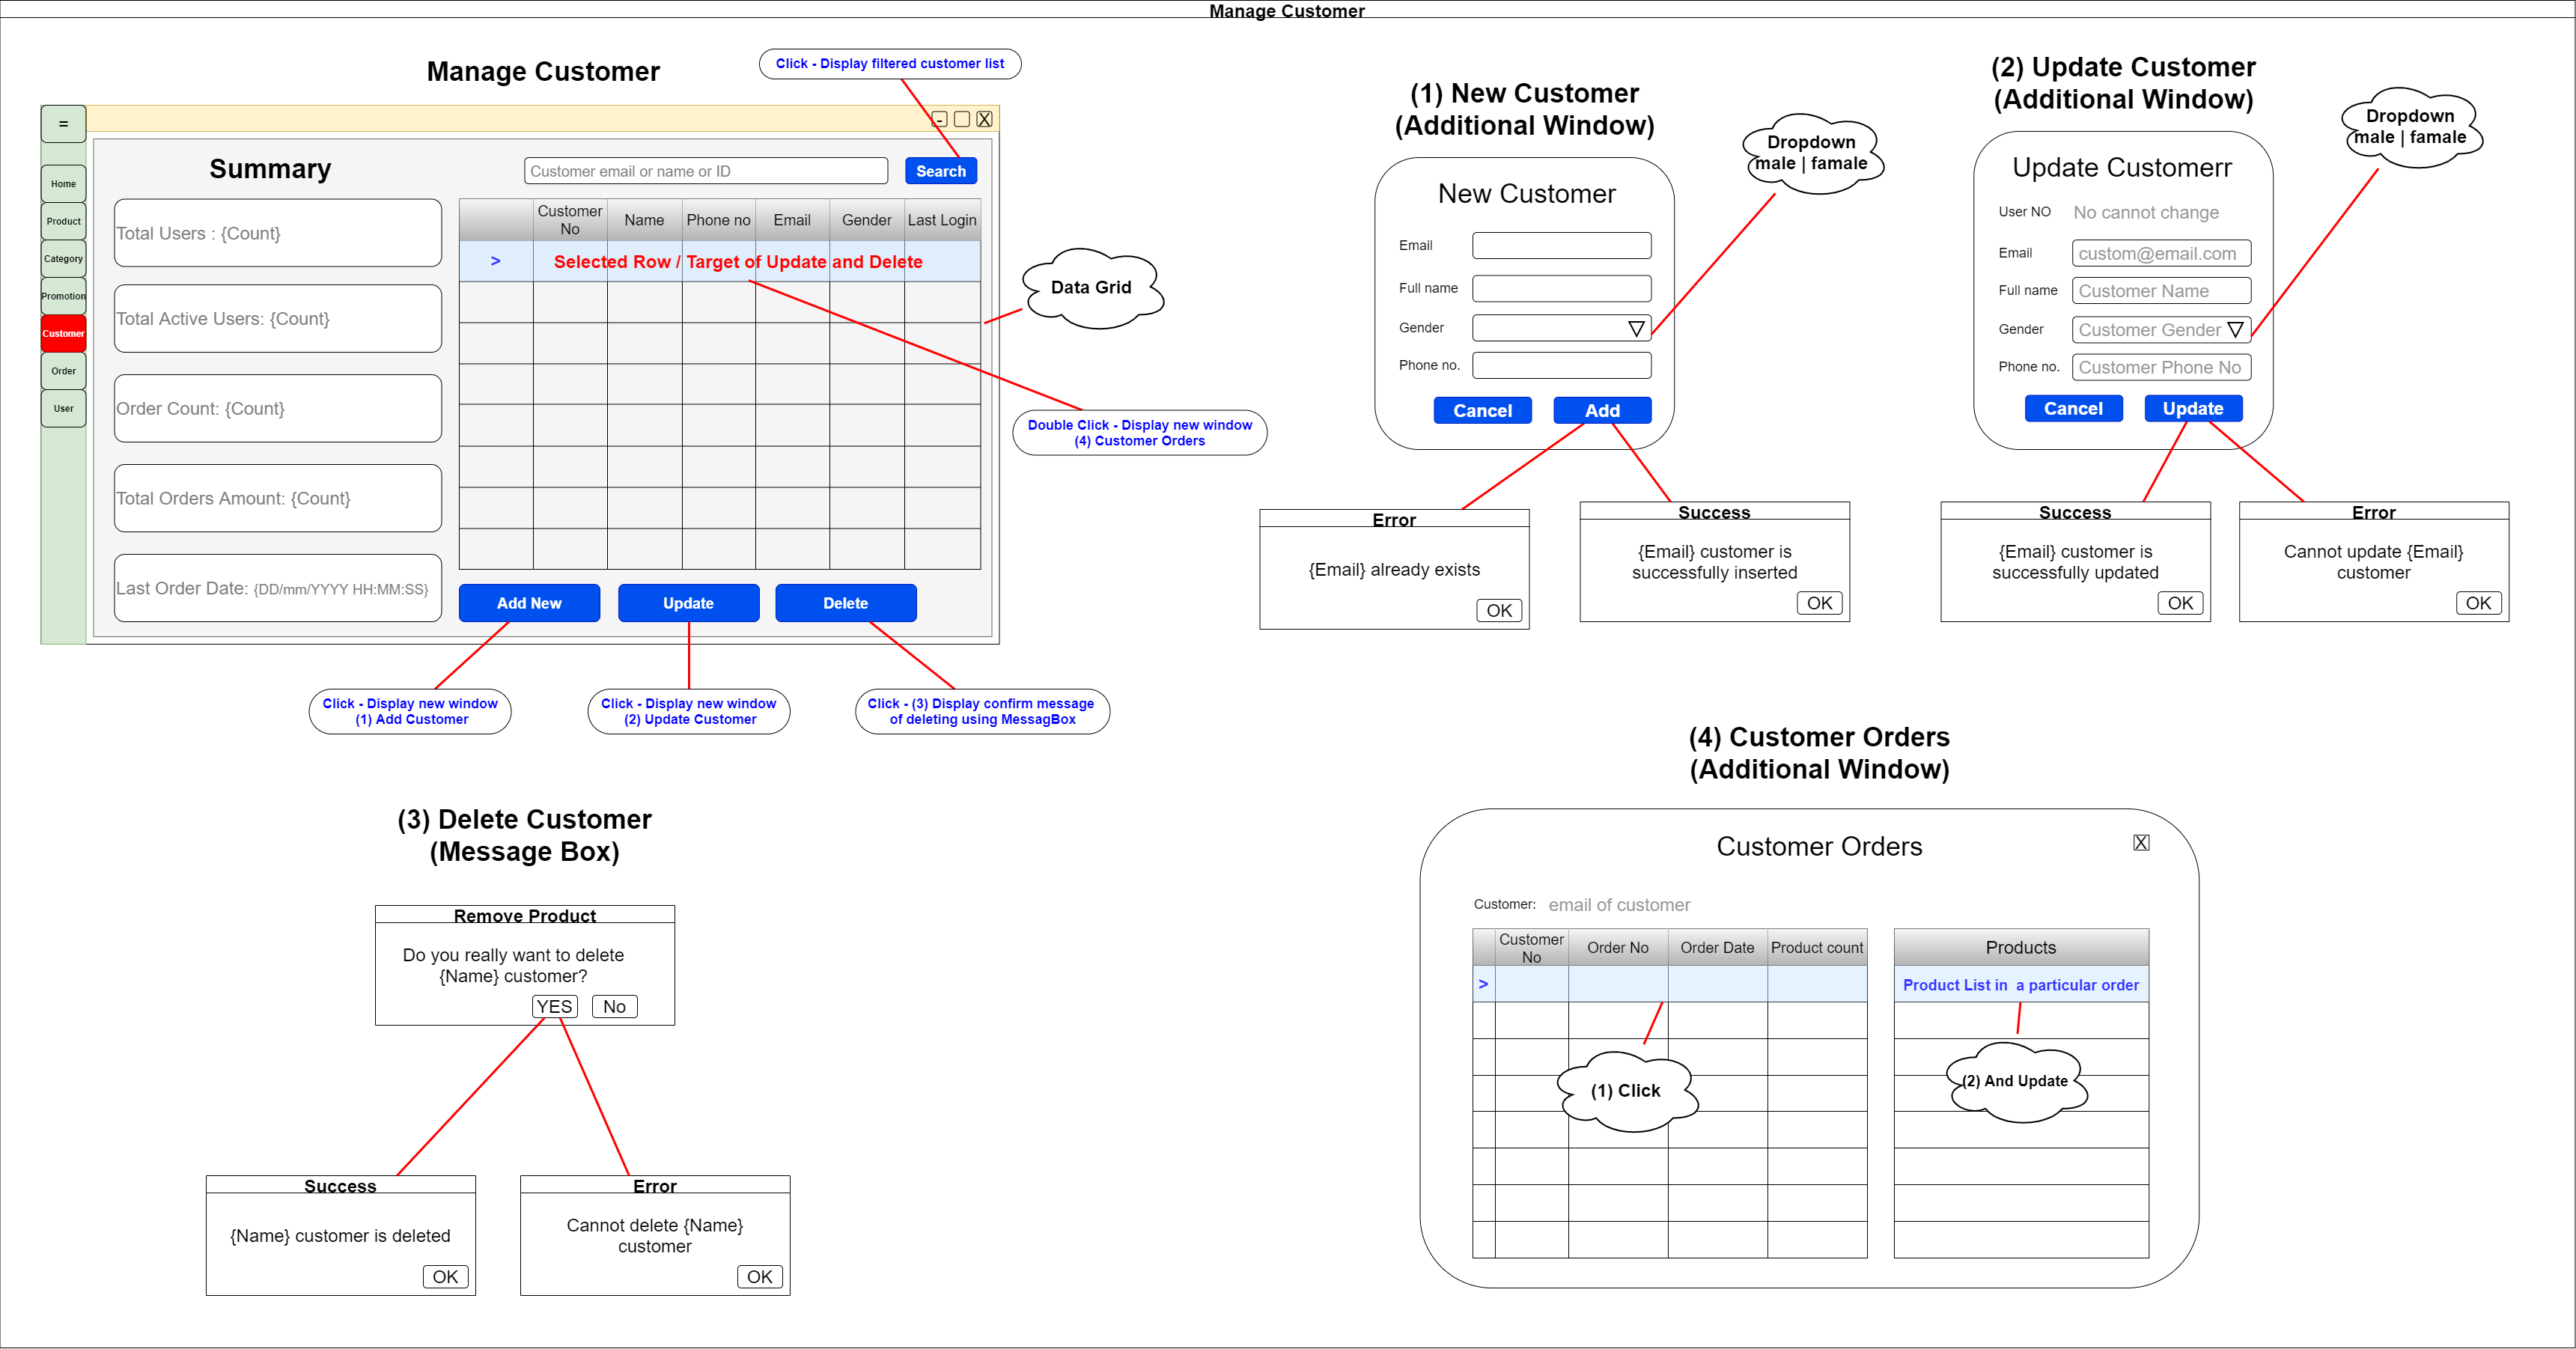 Manage Customer
Manage Customer
Click - Display filtered customer list
=
-
X
Home
Product
Category
Promotion
Customer
Order
User
Summary
Total Users : {Count}
Total Active Users: {Count}
Order Count: {Count}
Total Orders Amount: {Count}
Last Order Date: {DD/mm/YYYY HH:MM:SS}
Customer email or name or ID
Search
Customer
No
Name
Phone no
Email
Gender
Last Login
>
Selected Row / Target of Update and Delete
Data Grid
Double Click - Display new window
(4) Customer Orders
Add New
Update
Delete
Click - Display new window
(1) Add Customer
Click - Display new window
(2) Update Customer
Click - (3) Display confirm message
of deleting using MessagBox
(1) New Customer
(Additional Window)
Dropdown
male | famale
New Customer
Email
Full name
Gender
Phone no.
Cancel
Add
Error
{Email} already exists
OK
Success
{Email} customer is
successfully inserted
OK
(2) Update Customer
(Additional Window)
Dropdown
male | famale
Update Customerr
User NO
No cannot change
Email
custom@email.com
Full name
Customer Name
Gender
Customer Gender
Phone no.
Customer Phone No
Cancel
Update
Success
{Email} customer is
successfully updated
OK
Error
Cannot update {Email}
customer
OK
(3) Delete Customer
(Message Box)
Remove Product
Do you really want to delete
{Name} customer?
YES
No
Success
{Name} customer is deleted
OK
Error
Cannot delete {Name}
customer
OK
(4) Customer Orders
(Additional Window)
Customer Orders
X
Customer:
email of customer
Customer
No
Order No
Order Date
Product count
Products
>
Product List in a particular order
(1) Click
(2) And Update